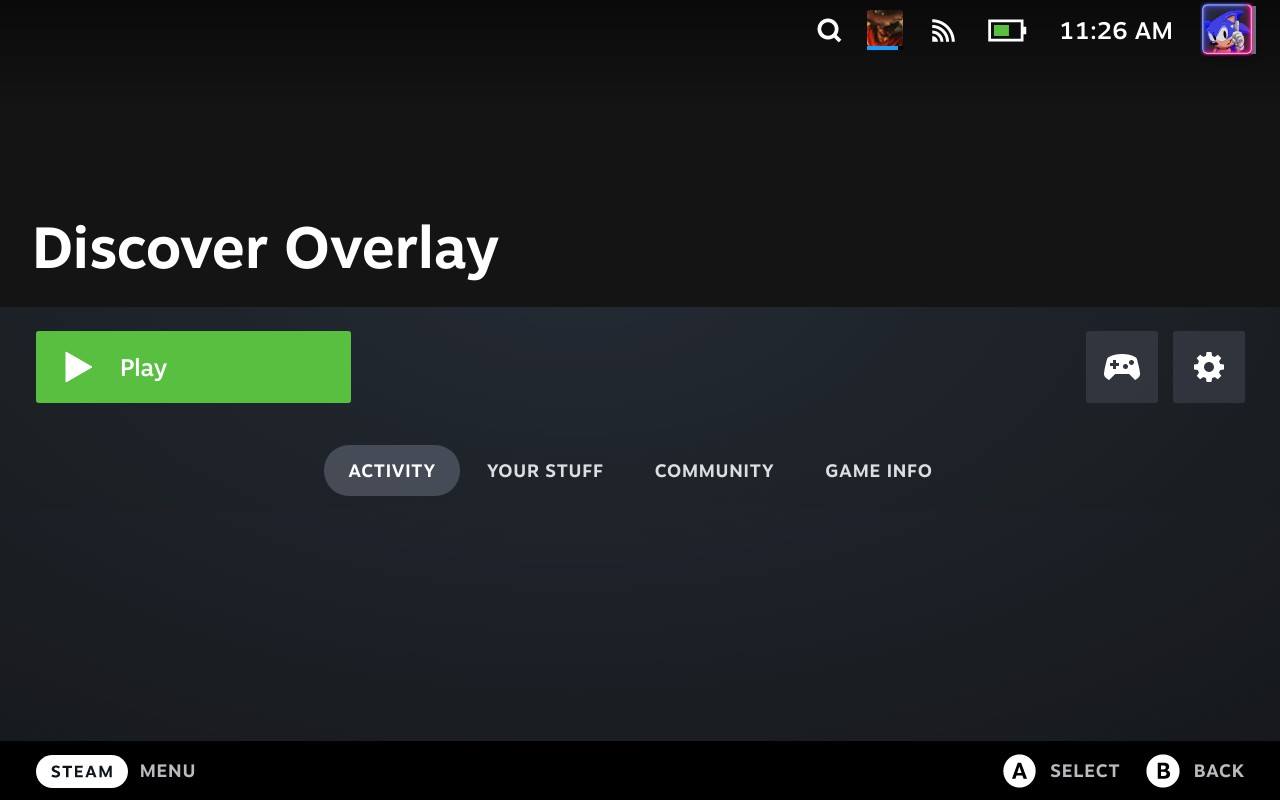 11:26 AM
Discover Overlay
Play
ACTIVITY YOUR STUFF COMMUNITY GAME INFO
STEAM MENU A SELECT B BACK